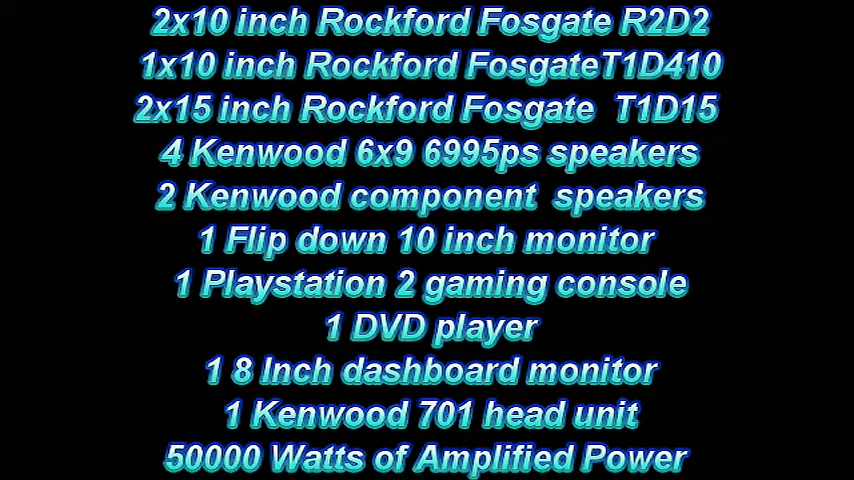 2x10 inch Rockford Fosgate R2D2
1x10 inch Rockford FosgateT1D410
2x15 inch Rockford Fosgate T1D15
4 Kenwood 6x9 6995ps speakers
2 Kenwood component speakers
1 Flip down 10 inch monitor
1 Playstation 2 gaming console
1 DVD player
1 8 Inch dashboard monitor
1 Kenwood 701 head unit
50000 Watts of Amplified Power